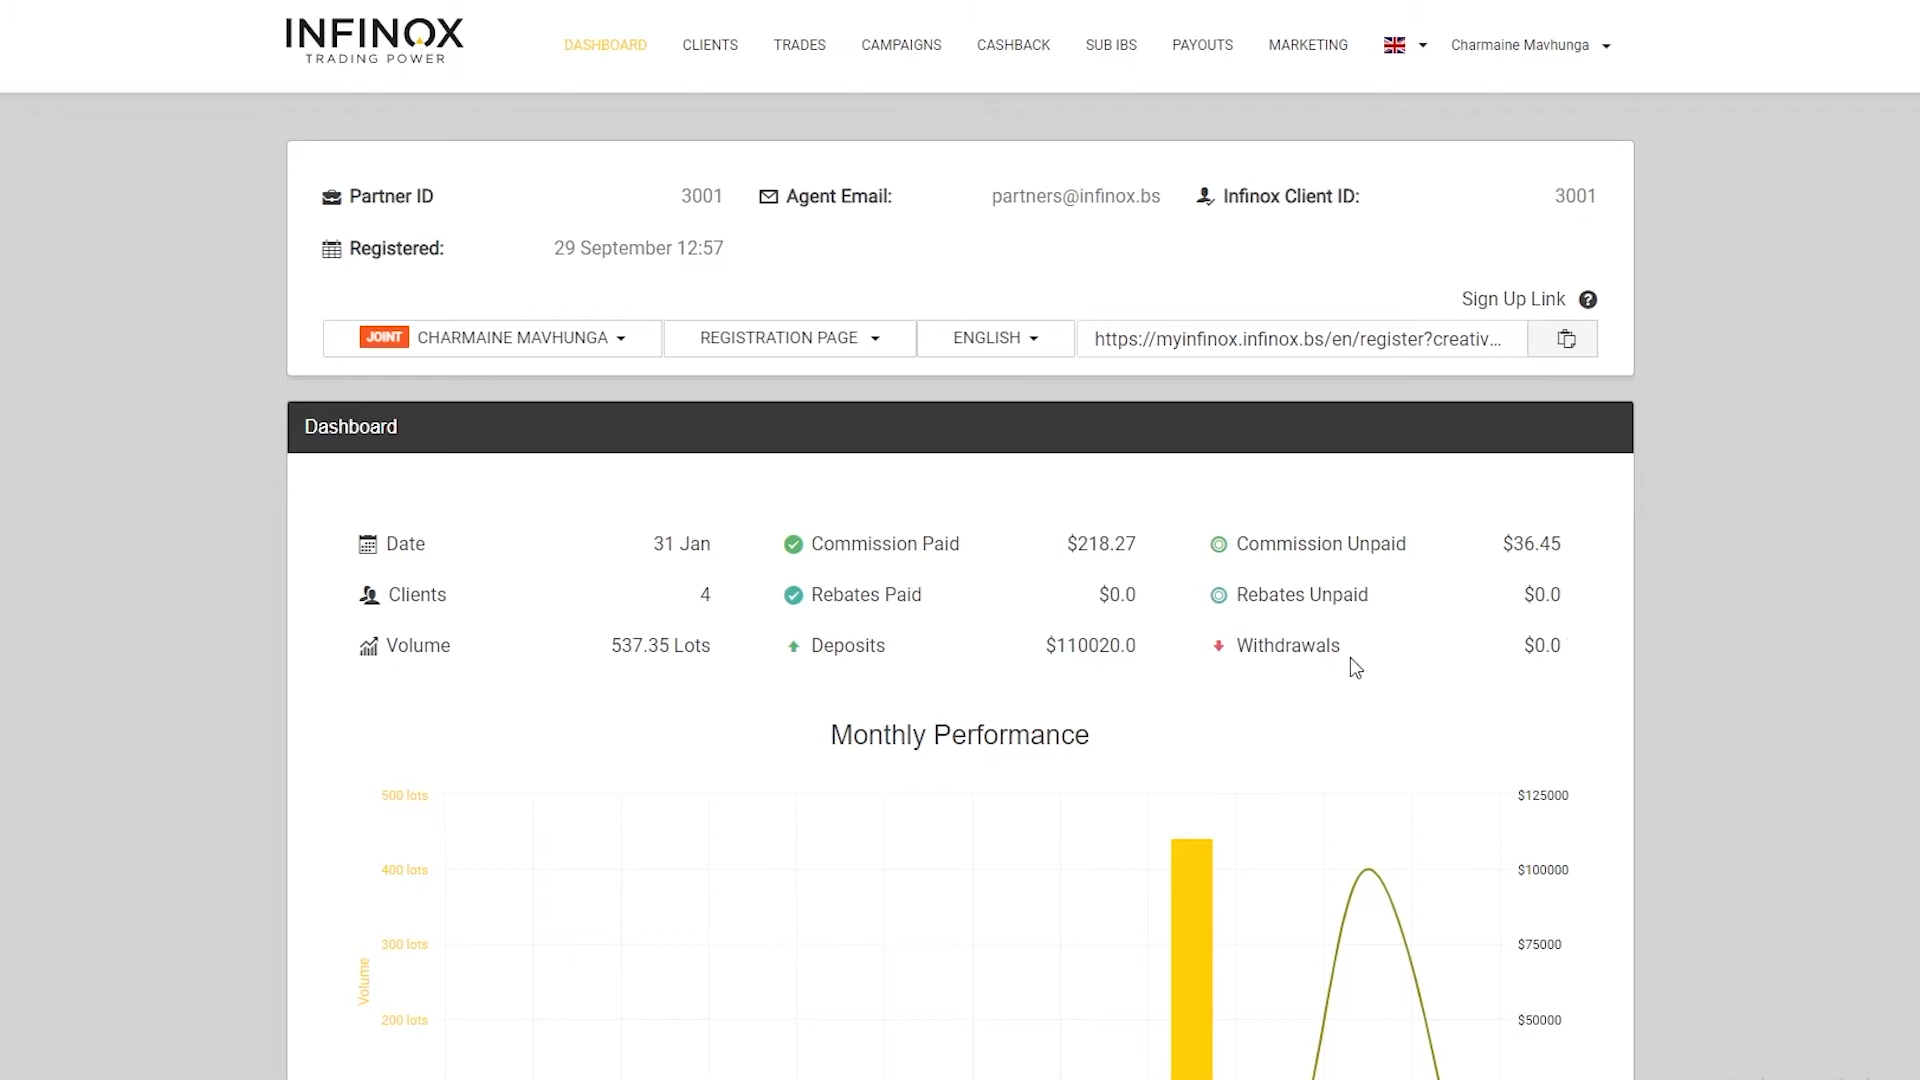 INFINOX
TRADING POWER
DASHBOARD CLIENTS TRADES CAMPAIGNS CASHBACK SUB IBS PAYOUTS MARKETING Charmaine Mavhunga
Partner ID 3001 Agent Email: partners@infinox.bs Infinox Client ID: 3001
Registered: 29 September 12:57
Sign Up Link ?
JOINT CHARMAINE MAVHUNGA REGISTRATION PAGE ENGLISH https://myinfinox.infinox.bs/en/register?creativ...
Dashboard
Date 31 Jan Commission Paid $218.27 Commission Unpaid $36.45
Clients 4 Rebates Paid $0.0 Rebates Unpaid $0.0
Volume 537.35 Lots Deposits $110020.0 Withdrawals $0.0
Monthly Performance
500 lots $125000
400 lots $100000
300 lots $75000
Volume
200 lots $50000